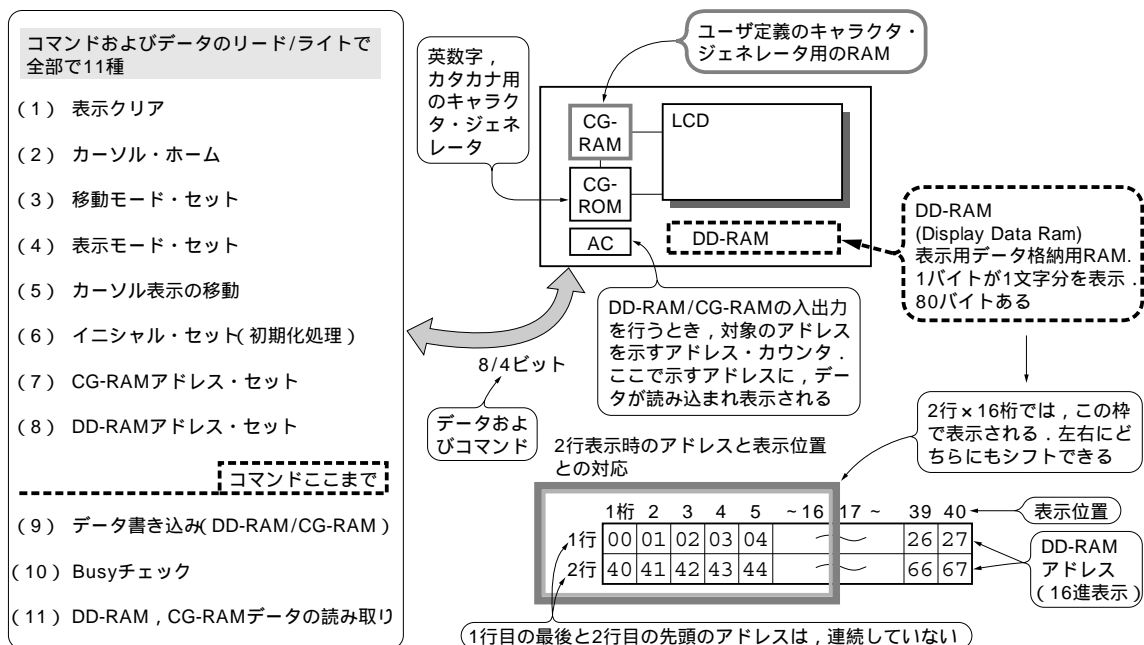 コマンドおよびデータのリード/ライトで
全部で11種
(1) 表示クリア
(2) カーソル・ホーム
(3) 移動モード・セット
(4) 表示モード・セット
(5) カーソル表示の移動
(6) イニシャル・セット(初期化処理)
(7) CG-RAMアドレス・セット
(8) DD-RAMアドレス・セット
コマンドここまで
(9) データ書き込み(DD-RAM/CG-RAM)
(10) Busyチェック
(11) DD-RAM,CG-RAMデータの読み取り
英数字,
カタカナ用
のキャラク
タ・ジェネ
レータ
ユーザ定義のキャラクタ・
ジェネレータ用のRAM
CG-
RAM
LCD
CG-
ROM
AC
DD-RAM
DD-RAM
(Display Data Ram)
表示用データ格納用RAM.
1バイトが1文字分を表示.
80バイトある
DD-RAM/CG-RAMの入出力
を行うとき,対象のアドレス
を示すアドレス・カウンタ.
ここで示すアドレスに,デー
タが読み込まれ表示される
8/4ビット
データおよ
びコマンド
2行×16桁では,この枠
で表示される.左右にど
ちらにもシフトできる
2行表示時のアドレスと表示位置
との対応
1桁 2 3 4 5 ~16 17~ 39 40
表示位置
1行 00 01 02 03 04 26 27
2行 40 41 42 43 44 66 67
DD-RAM
アドレス
(16進表示)
1行目の最後と2行目の先頭のアドレスは,連続していない